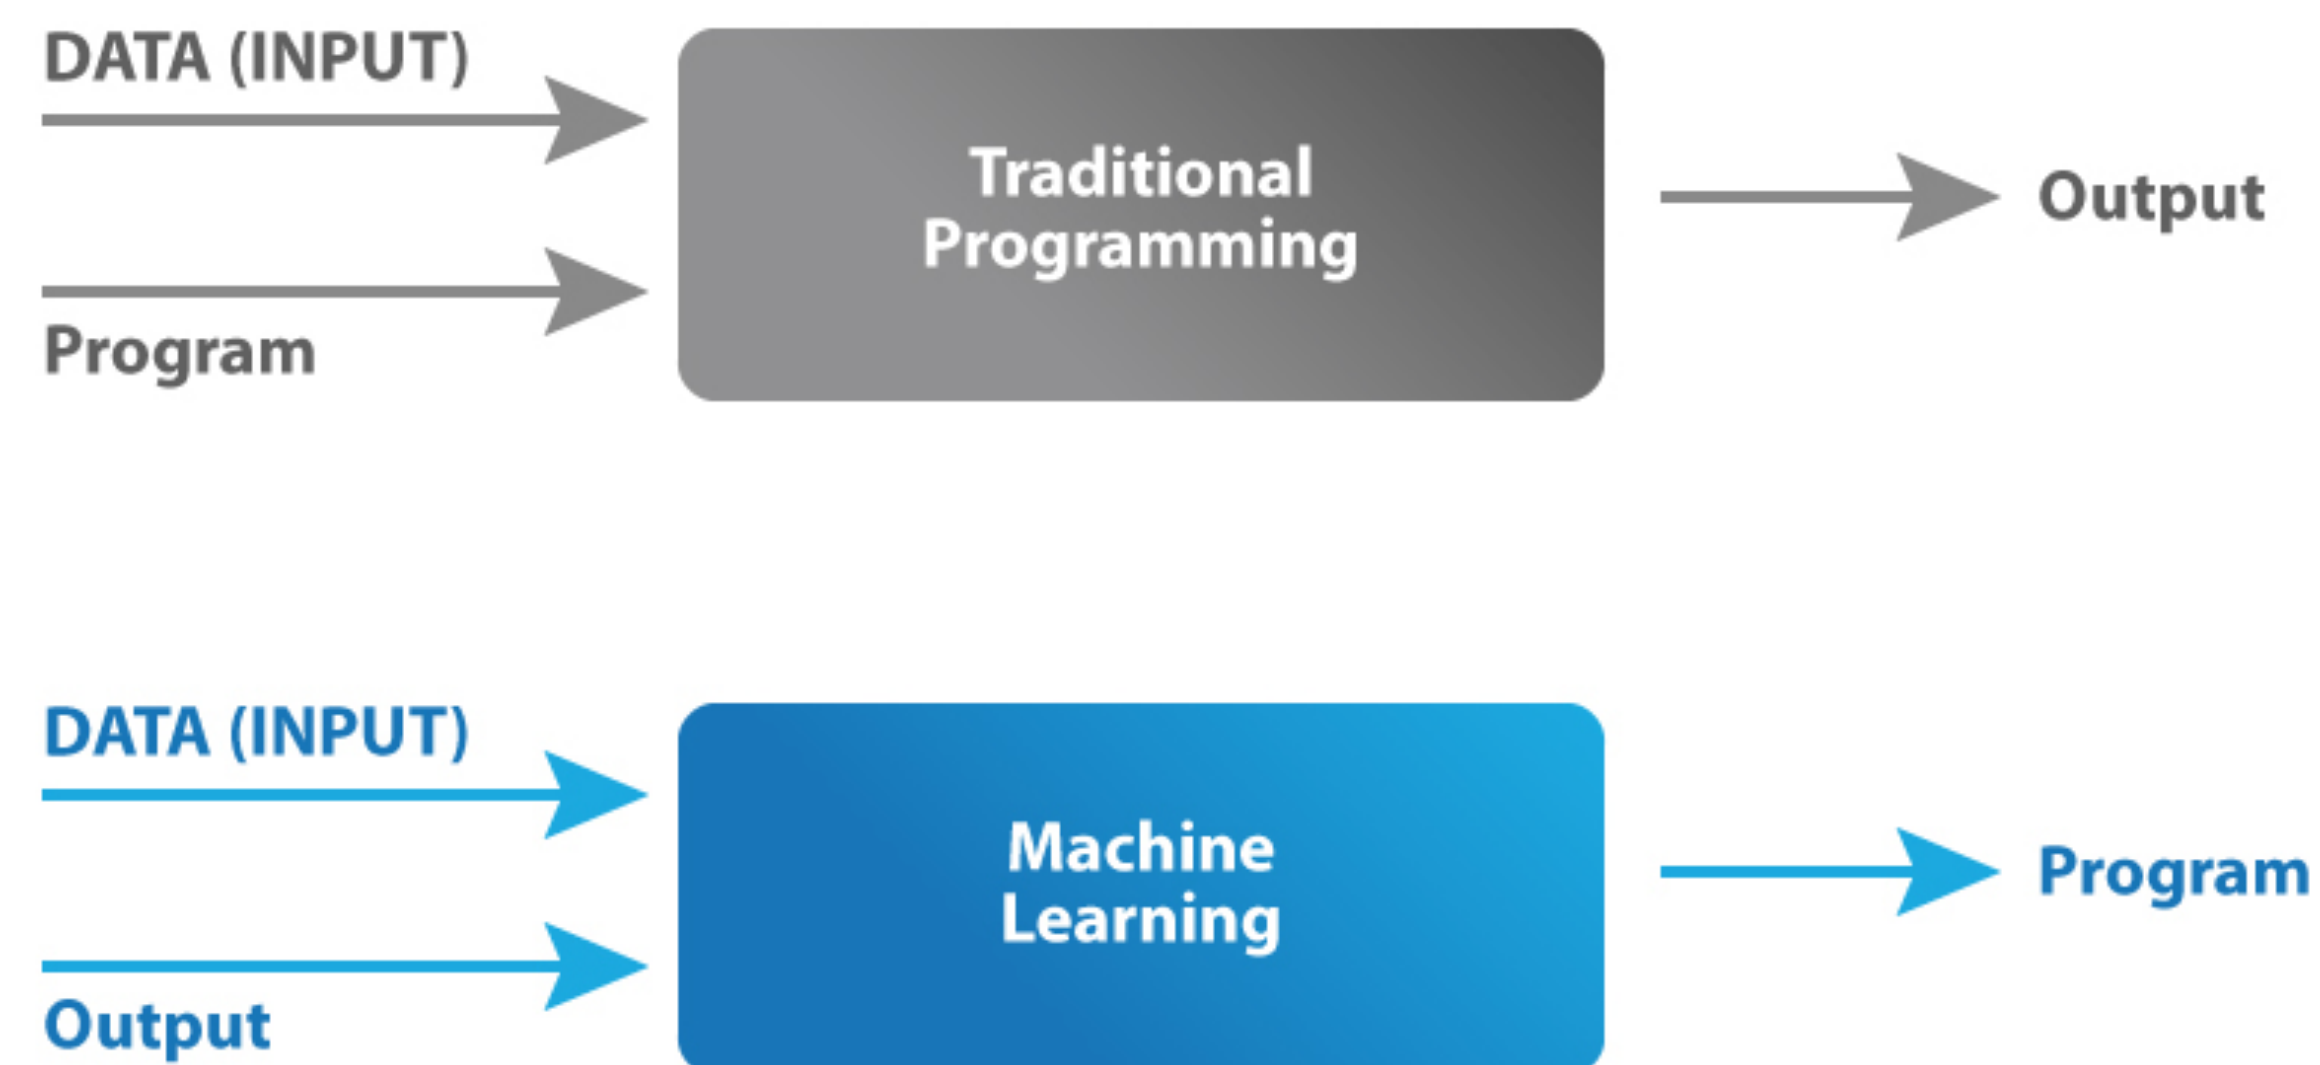 DATA (INPUT)
Program
Traditional
Programming
Output
DATA (INPUT)
Output
Machine
Learning
Program